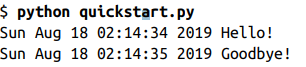 $ python quickstart.py
Sun Aug 18 02:14:34 2019 Hello!
Sun Aug 18 02:14:35 2019 Goodbye!